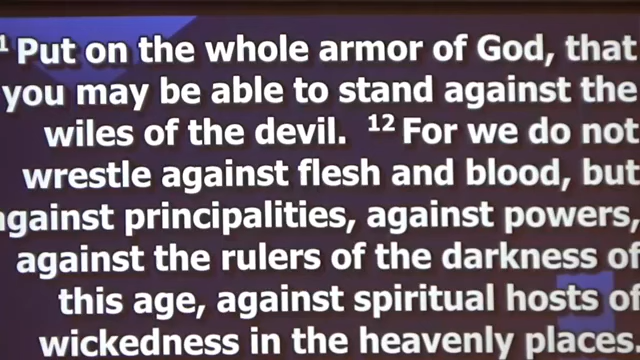 1 Put on the whole armor of God, that
you may be able to stand against the
wiles of the devil. 12 For we do not
wrestle against flesh and blood, but
against principalities, against powers,
against the rulers of the darkness of
this age, against spiritual hosts of
wickedness in the heavenly places.